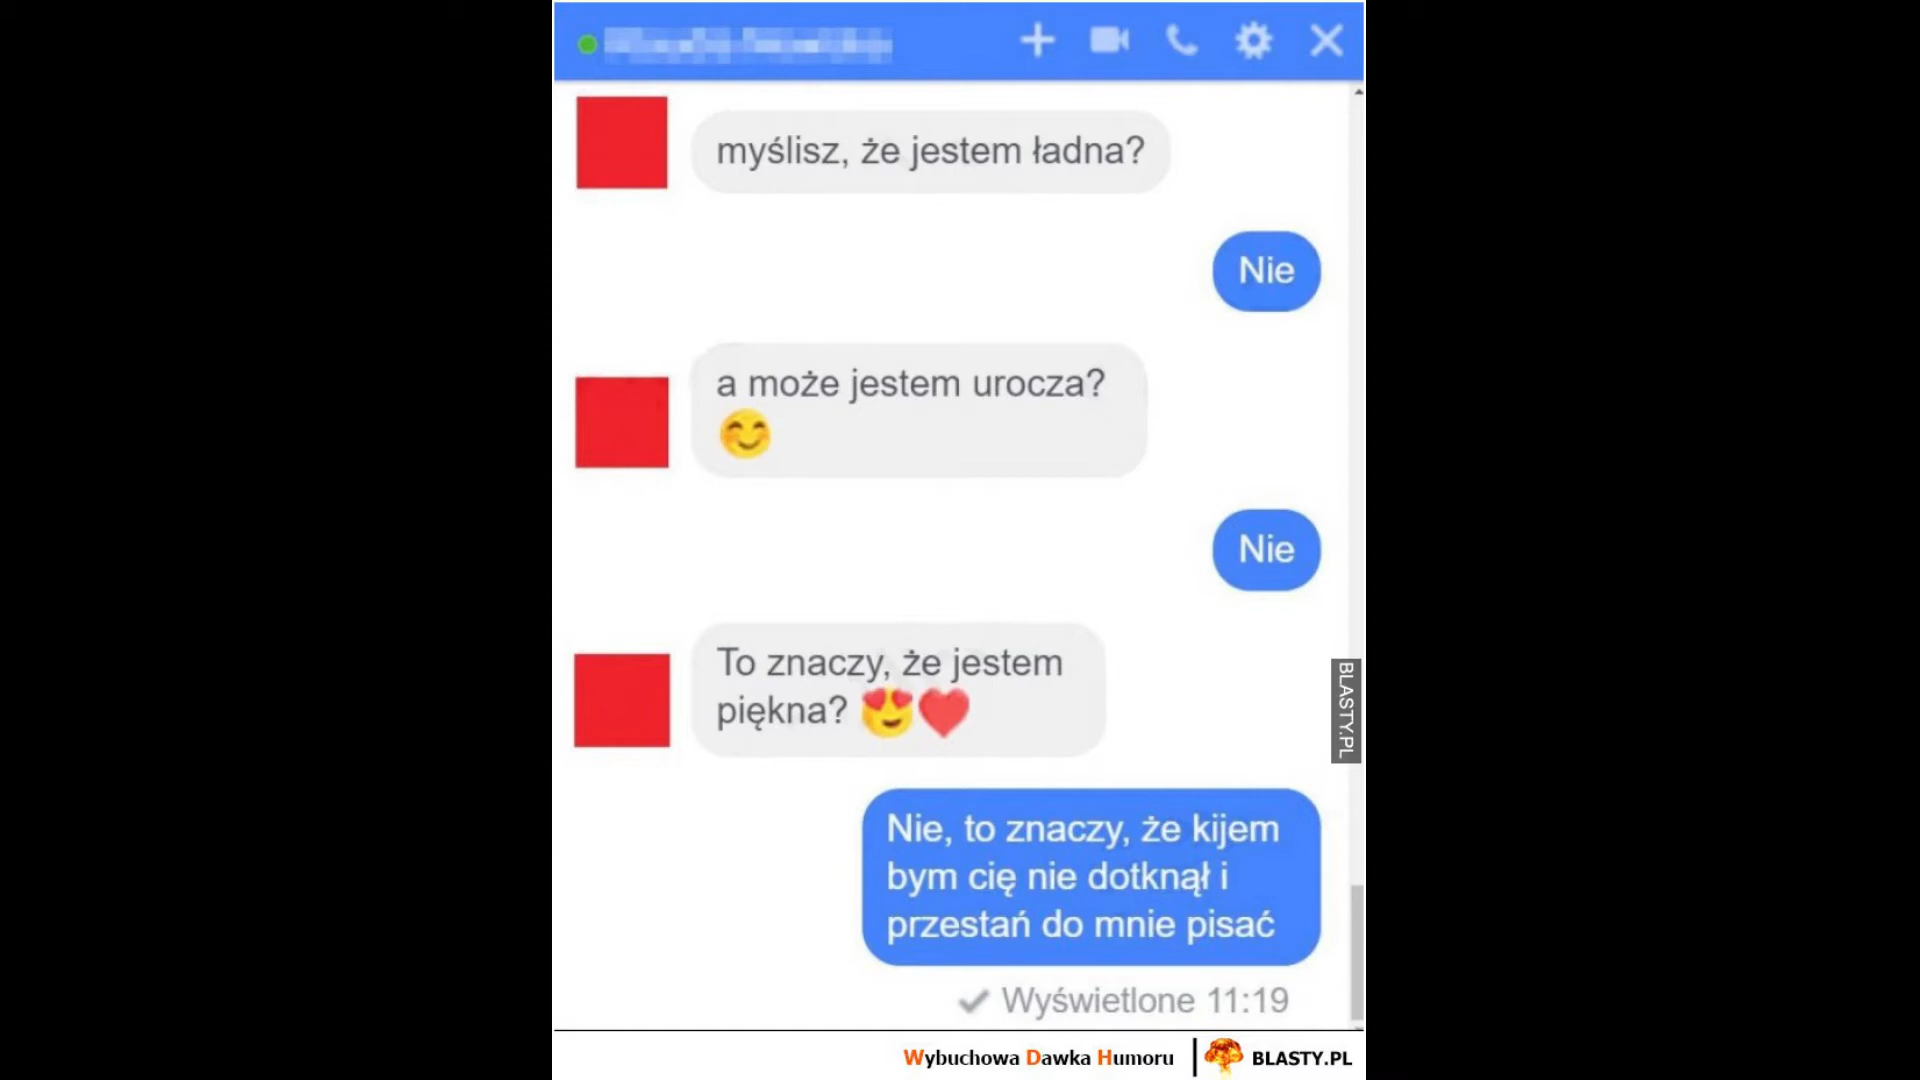 myślisz, że jestem ładna?
Nie
a może jestem urocza?
Nie
To znaczy, że jestem
piękna?
Nie, to znaczy, że kijem
bym cię nie dotknął i
przestań do mnie pisać
Wyświetlone 11:19
BLASTY.PL
Wybuchowa Dawka Humoru
BLASTY.PL